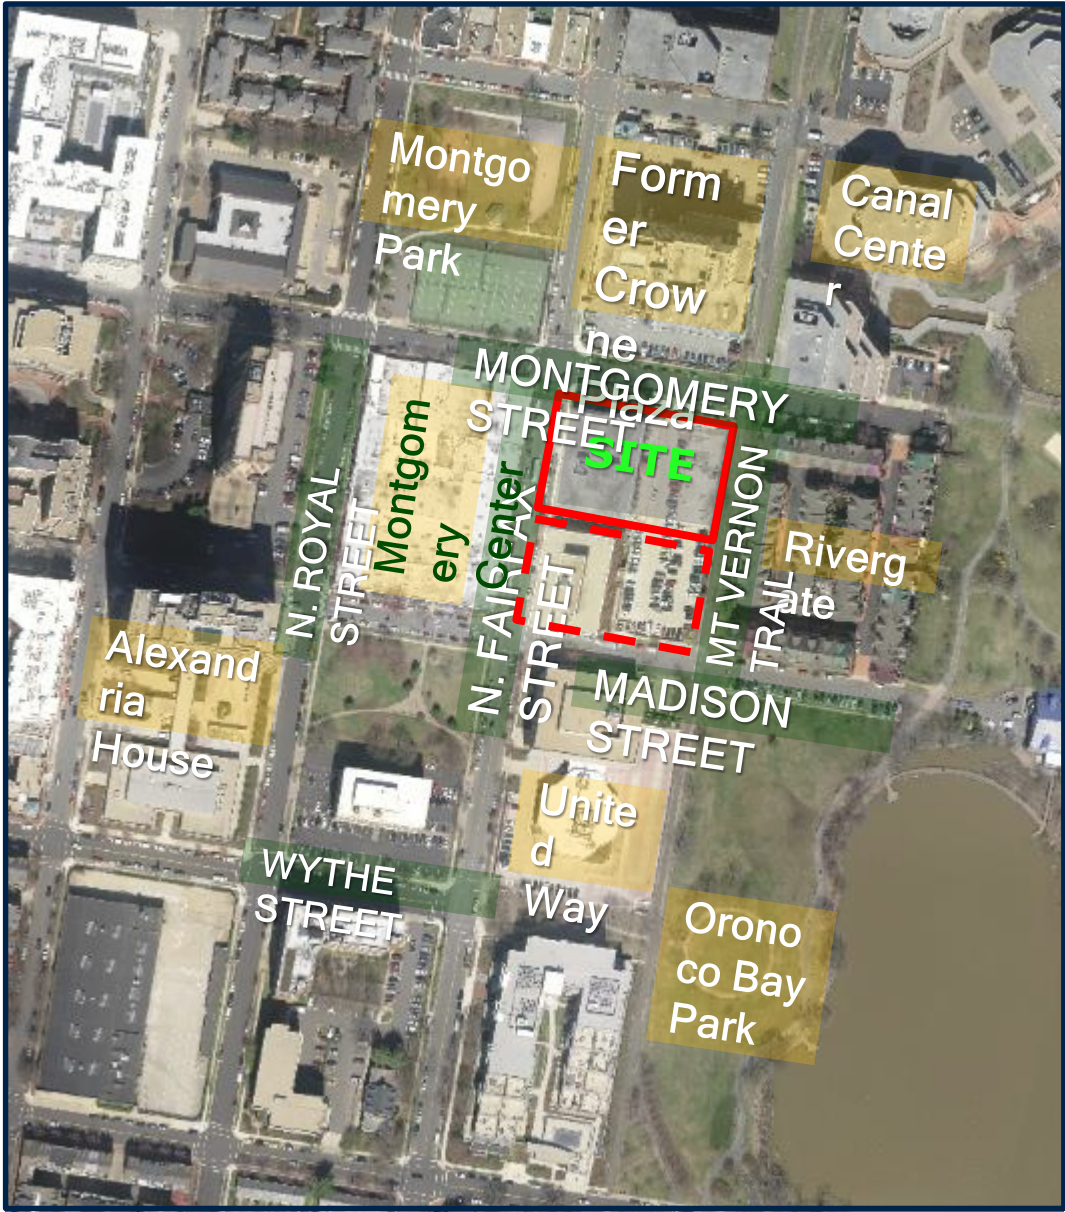 Montgo
mery
Park
Form
er
Crow
ne
Plaza
Canal
Cente
r
MONTGOMERY
STREET
SITE
Montgom
ery
Center
N. ROYAL
STREET
N. FAIRFAX
STREET
MT VERNON
TRAIL
Riverg
ate
Alexand
ria
House
MADISON
STREET
Unite
d
Way
WYTHE
STREET
Orono
co Bay
Park